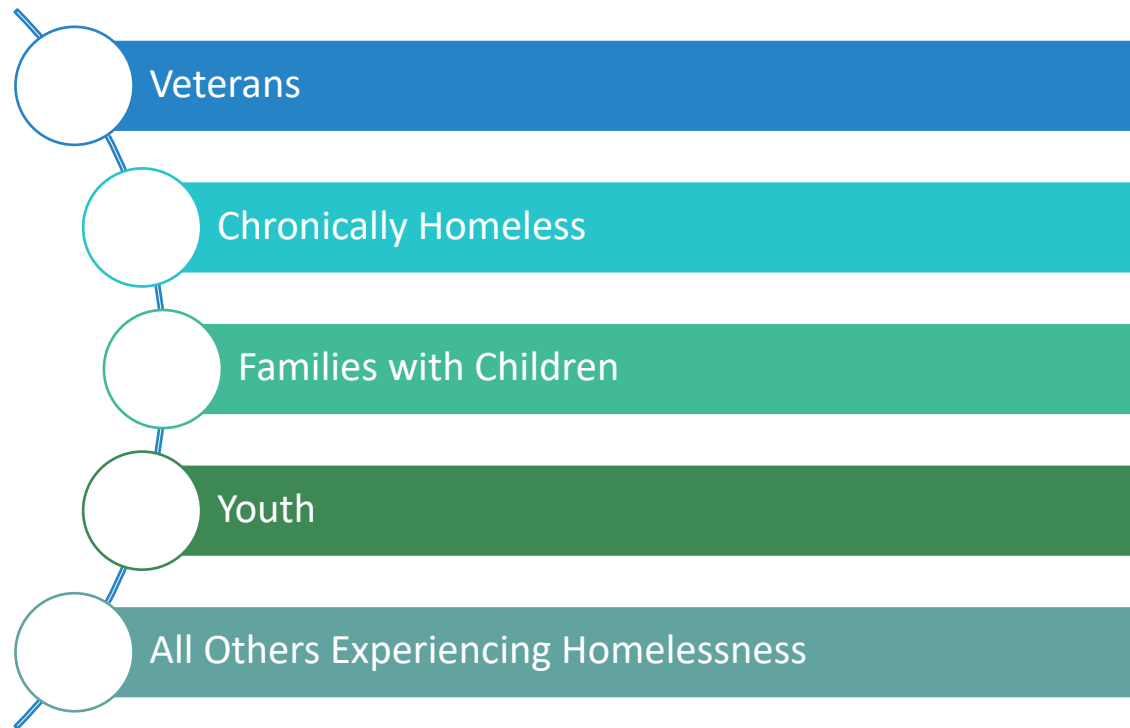 Veterans
Chronically Homeless
Families with Children
Youth
All Others Experiencing Homelessness